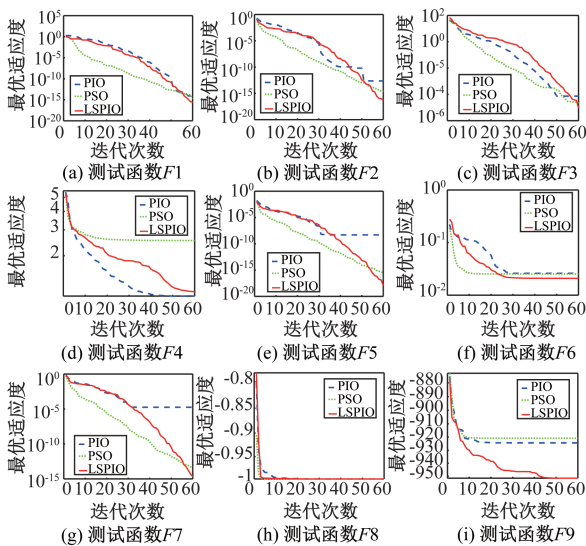 最优适应度
10^5
10^0
10^-5
10^-10
10^-15
10^-20
PIO
PSO
LSPIO
0 10 20 30 40 50 60
迭代次数
(a) 测试函数F1
最优适应度
10^2
10^0
10^-5
10^-10
10^-15
10^-20
PIO
PSO
LSPIO
0 10 20 30 40 50 60
迭代次数
(b) 测试函数F2
最优适应度
10^3
10^2
10^0
10^-2
10^-4
10^-6
PIO
PSO
LSPIO
0 10 20 30 40 50 60
迭代次数
(c) 测试函数F3
最优适应度
5
4
3
2
PIO
PSO
LSPIO
0 10 20 30 40 50 60
迭代次数
(d) 测试函数F4
最优适应度
10^0
10^-5
10^-10
10^-15
10^-20
PIO
PSO
LSPIO
0 10 20 30 40 50 60
迭代次数
(e) 测试函数F5
最优适应度
10^0
10^-1
10^-2
PIO
PSO
LSPIO
0 10 20 30 40 50 60
迭代次数
(f) 测试函数F6
最优适应度
10^0
10^-5
10^-10
10^-15
PIO
PSO
LSPIO
0 10 20 30 40 50 60
迭代次数
(g) 测试函数F7
最优适应度
-0.8
-0.85
-0.9
-0.95
-1
PIO
PSO
LSPIO
0 10 20 30 40 50 60
迭代次数
(h) 测试函数F8
最优适应度
-880
-890
-900
-910
-920
-930
-940
-950
PIO
PSO
LSPIO
0 10 20 30 40 50 60
迭代次数
(i) 测试函数F9